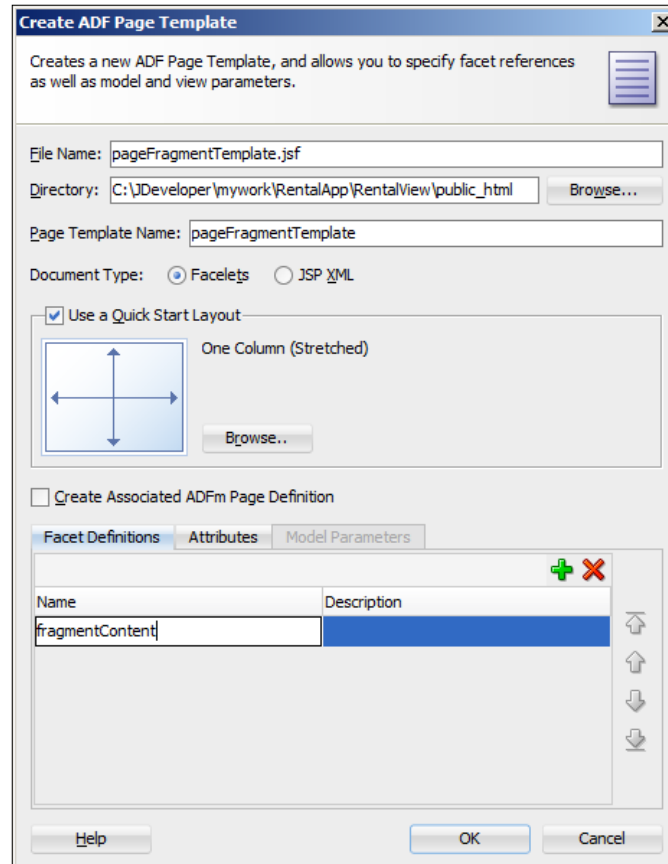 Create ADF Page Template
Creates a new ADF Page Template, and allows you to specify facet references
as well as model and view parameters.
File Name: pageFragmentTemplate.jsf
Directory: C:\JDeveloper\mywork\RentalApp\RentalView\public_html Browse...
Page Template Name: pageFragmentTemplate
Document Type: Facelets JSP XML
Use a Quick Start Layout
One Column (Stretched)
Browse..
Create Associated ADFm Page Definition
Facet Definitions Attributes Model Parameters
Name Description
fragmentContent
Help OK Cancel